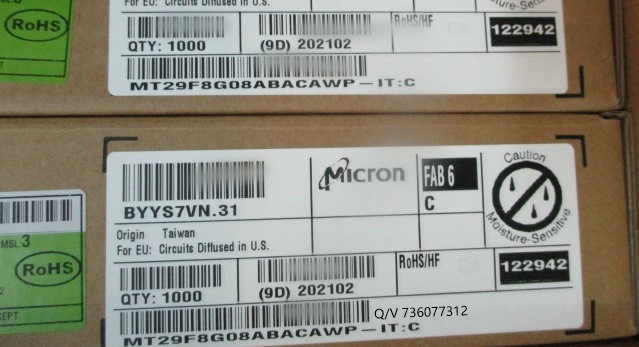 For EU: Circuits Diffused in U.S.
RoHS
QTY: 1000
(9D) 202102
RoHS/HF
CA
122942
MT29F8G08ABACAWP-IT:C
Micron
FAB 6
C
Caution
Moisture-Sensitive
BYYS7VN.31
Origin Taiwan
For EU: Circuits Diffused in U.S.
MSL 3
RoHS
QTY: 1000
(9D) 202102
RoHS/HF
CA
122942
Q/V 736077312
MT29F8G08ABACAWP-IT:C